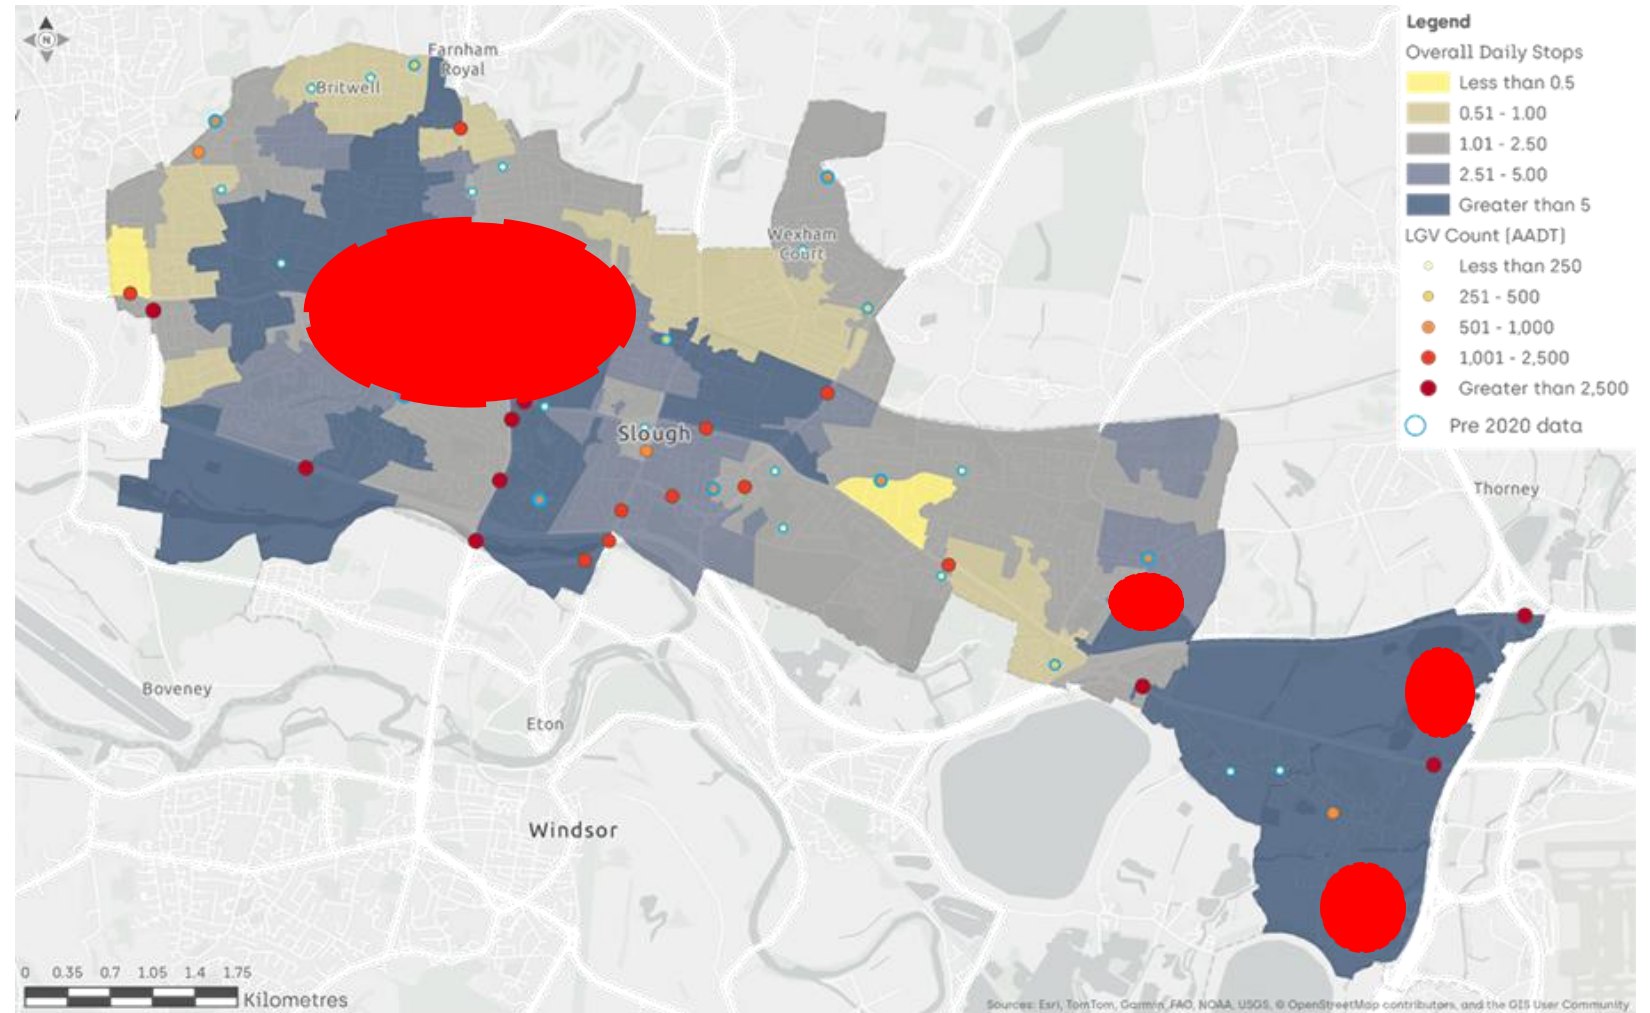 N
Farnham
Royal
Britwell
Wexham
Court
Slough
Thorney
Boveney
Eton
Windsor
Legend
Overall Daily Stops
Less than 0.5
0.51 - 1.00
1.01 - 2.50
2.51 - 5.00
Greater than 5
LGV Count (AADT)
Less than 250
251 - 500
501 - 1,000
1,001 - 2,500
Greater than 2,500
Pre 2020 data
0 0.35 0.7 1.05 1.4 1.75
Kilometres
Sources: Esri, TomTom, Garmin, FAO, NOAA, USGS, © OpenStreetMap contributors, and the GIS User Community